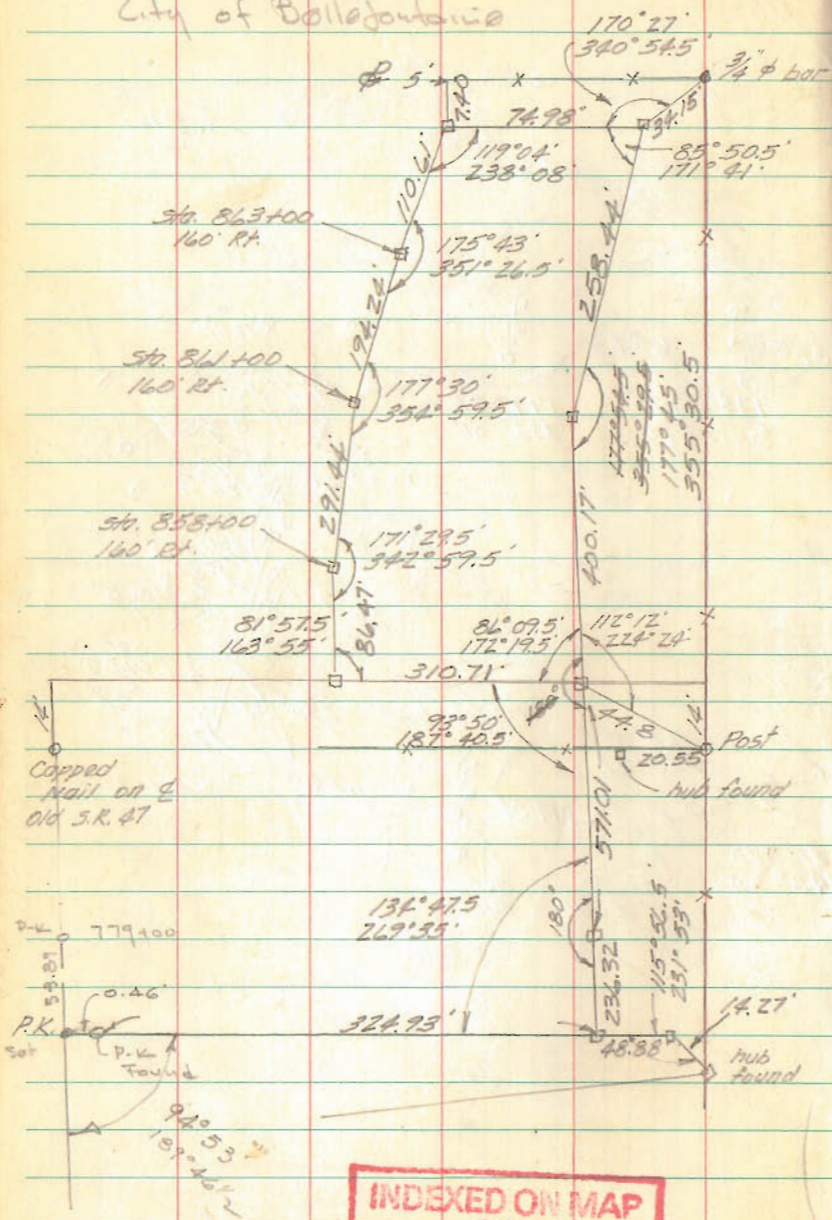 City of Bellefontaine
170° 27'
340° 54.5'
3/4" ϕ bar
P 5'
7.40
74.98'
34.15'
119° 04'
238° 08'
85° 50.5'
171° 41'
110.61'
sta. 863+00
160' Rt.
175° 43'
351° 26.5'
258.44'
194.24'
sta. 861+00
160' Rt.
177° 30'
354° 59.5'
177° 45'
355° 30.5'
291.44'
400.17'
sta. 858+00
160' Rt.
171° 29.5'
342° 59.5'
86.47'
81° 57.5'
163° 55'
86° 09.5'
172° 19.5'
112° 12'
224° 24'
310.71'
14'
93° 50'
187° 40.5'
44.8
14'
Post
20.55'
hub found
Capped
Nail on ℄
Old S.R. 47
571.01
134° 47.5
269° 35'
180°
115° 56.5'
231° 53'
P-K
779+00
53.89
0.46'
P.K.
Set
P-K
Found
324.93'
236.32
48.88'
14.27'
hub
found
94° 53'
189° 46 1/2
INDEXED ON MAP